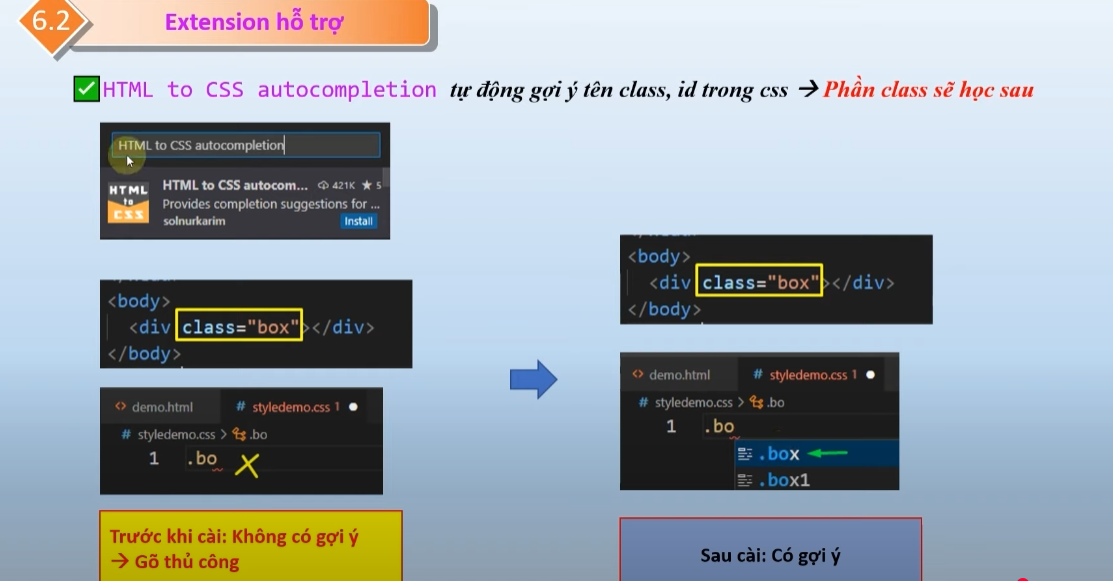 6.2
Extension hỗ trợ
HTML to CSS autocompletion tự động gợi ý tên class, id trong css → Phần class sẽ học sau
HTML to CSS autocompletion
HTML to CSS
HTML to CSS autocom... 421K ★ 5
Provides completion suggestions for ...
solnurkarim
Install
<body>
<div class="box"></div>
</body>
demo.html # styledemo.css 1 ●
# styledemo.css > .bo
1 .bo
Trước khi cài: Không có gợi ý
→ Gõ thủ công
<body>
<div class="box"></div>
</body>
demo.html # styledemo.css 1 ●
# styledemo.css > .bo
1 .bo
.box
.box1
Sau cài: Có gợi ý